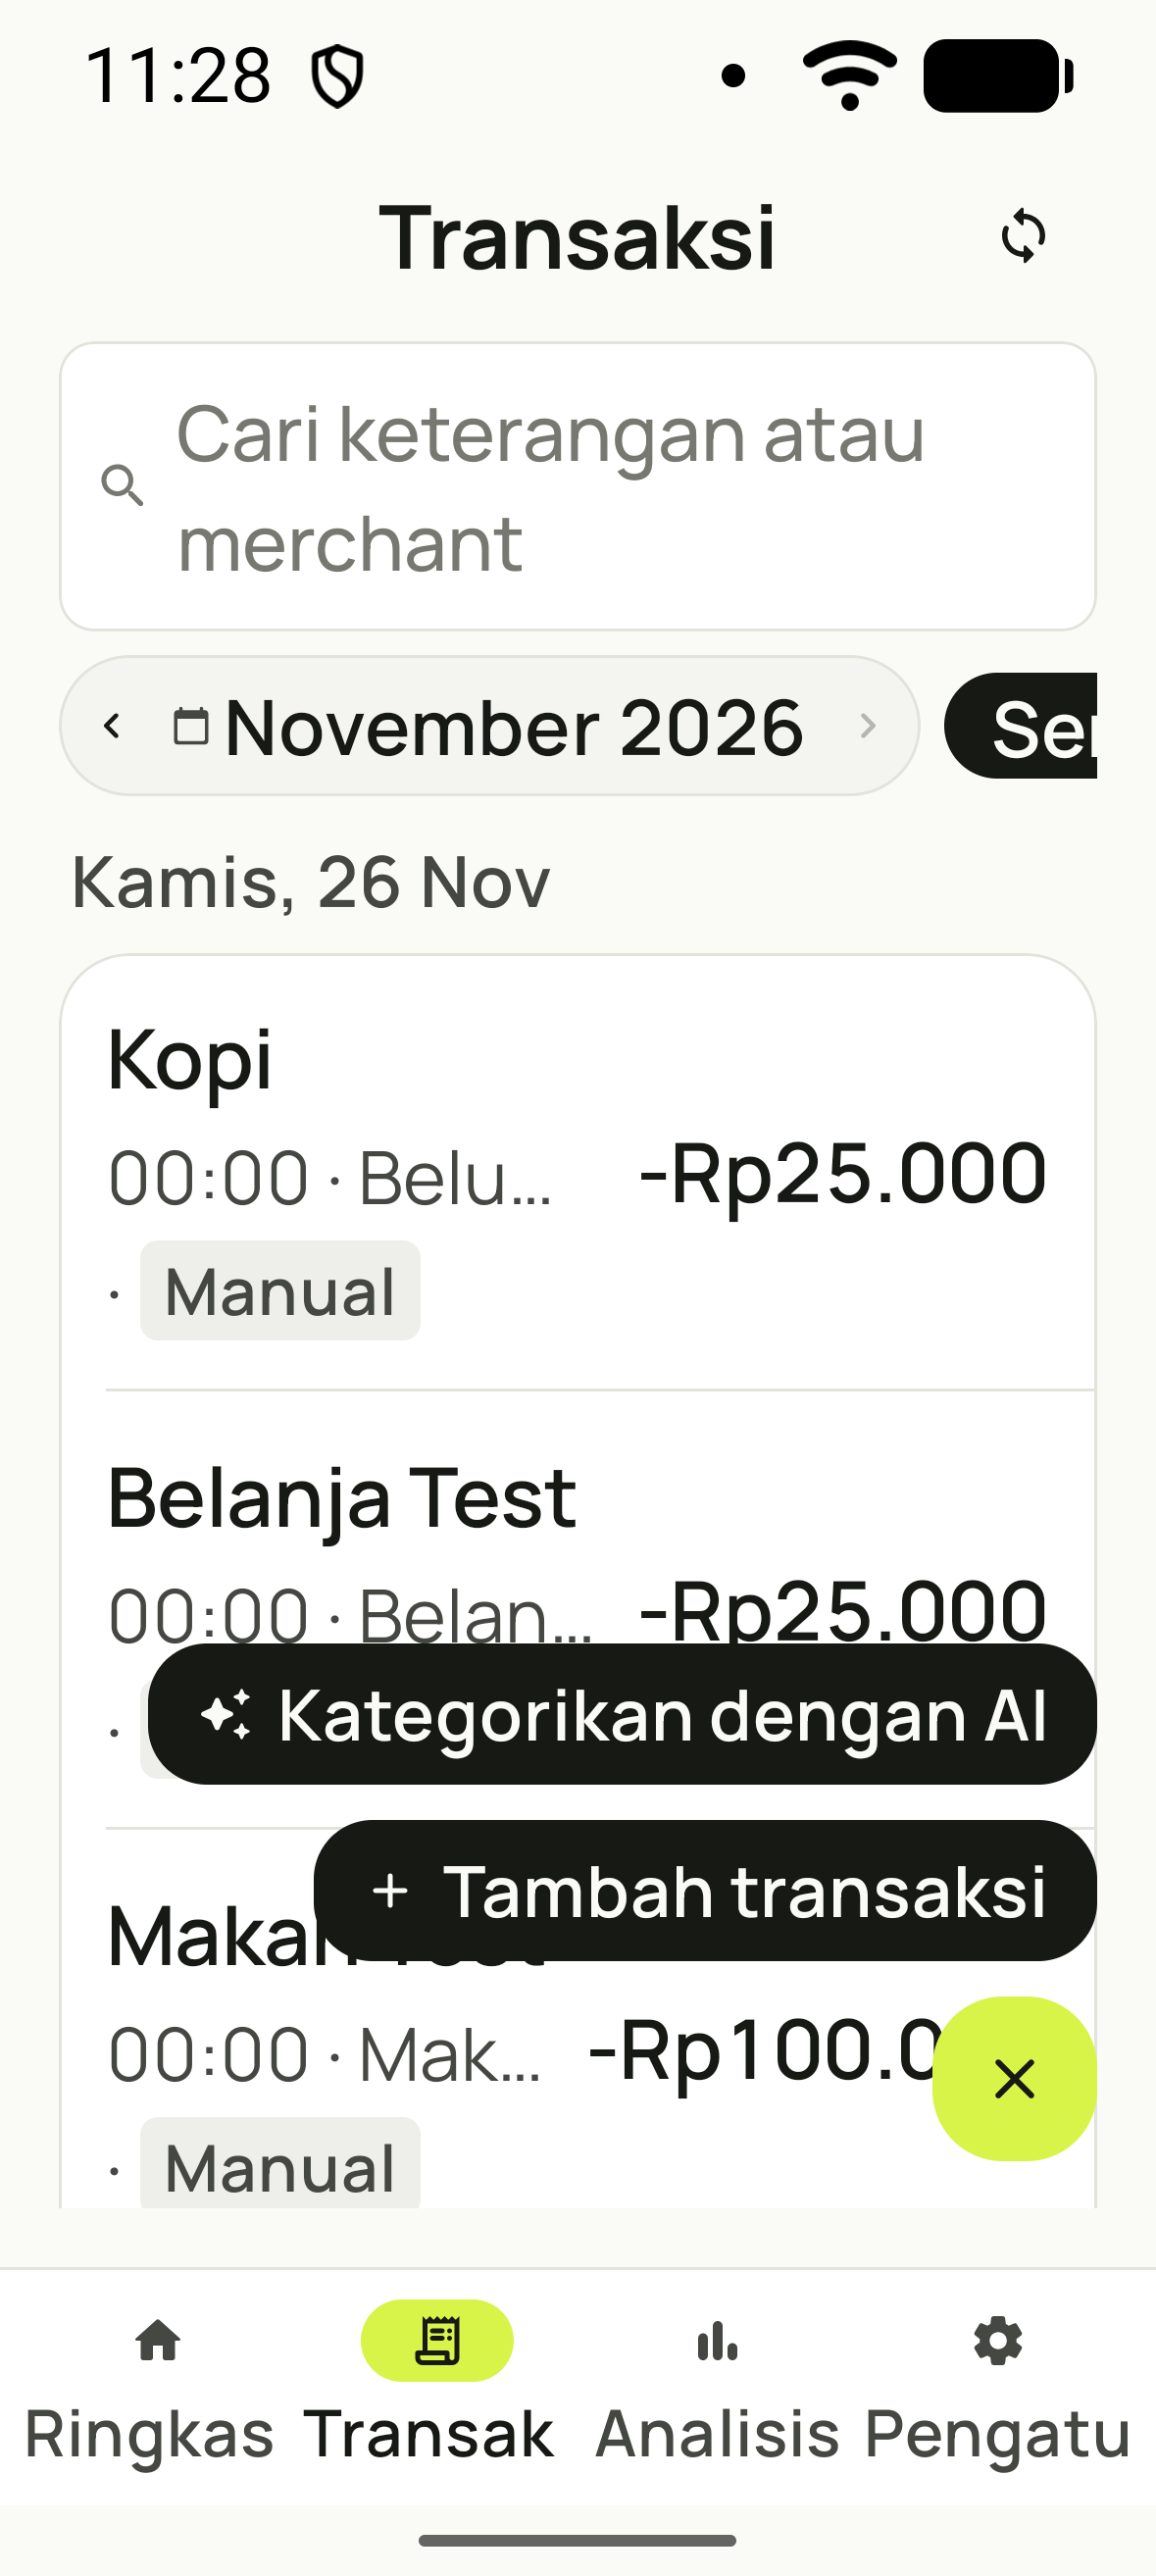 11:28
Transaksi
Cari keterangan atau
merchant
November 2026
Kamis, 26 Nov
Kopi
00:00 · Belu...
-Rp25.000
· Manual
Belanja Test
00:00 · Belan...
-Rp25.000
·
Kategorikan dengan AI
+ Tambah transaksi
00:00 · Mak...
-Rp100.0
· Manual
Ringkas
Transak
Analisis
Pengatu